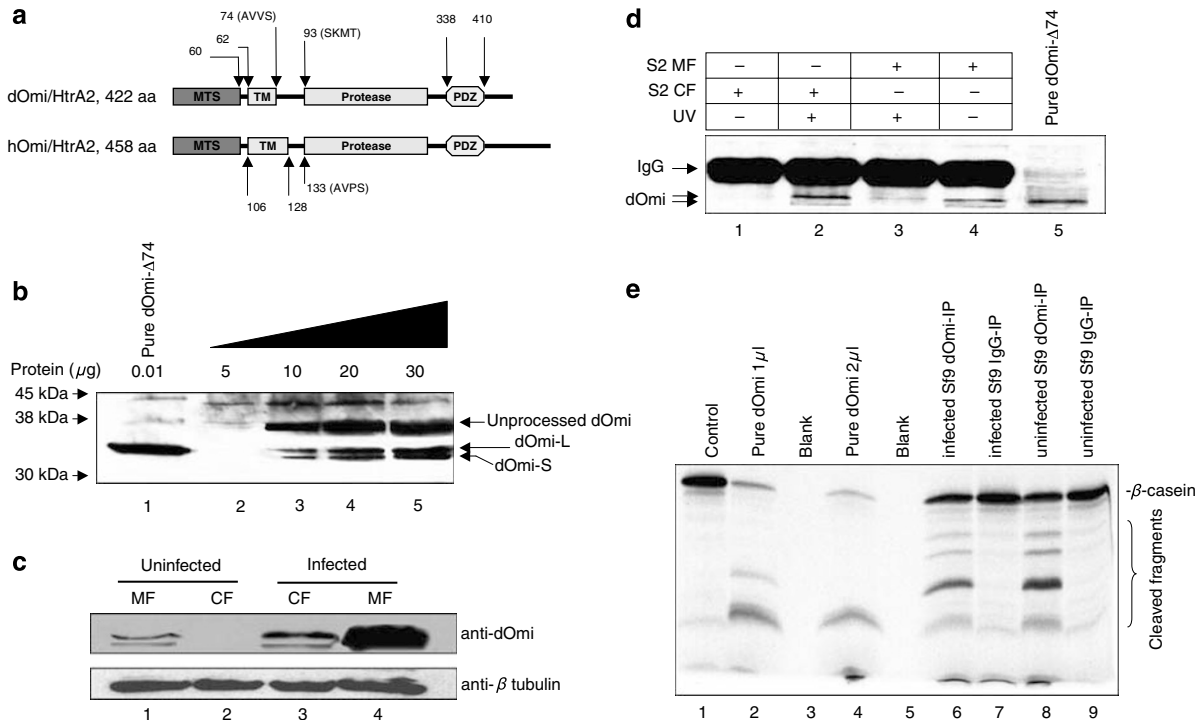 a
74 (AVVS)
62
60
93 (SKMT)
338
410
dOmi/HtrA2, 422 aa
MTS
TM
Protease
PDZ
hOmi/HtrA2, 458 aa
MTS
TM
Protease
PDZ
106
128
133 (AVPS)
b
Pure dOmi-Δ74
Protein (µg) 0.01 5 10 20 30
45 kDa
38 kDa
30 kDa
Unprocessed dOmi
dOmi-L
dOmi-S
1 2 3 4 5
c
Uninfected Infected
MF CF CF MF
anti-dOmi
anti-β tubulin
1 2 3 4
d
S2 MF – – + +
S2 CF + + – –
UV – + + –
Pure dOmi-Δ74
IgG
dOmi
1 2 3 4 5
e
Control
Pure dOmi 1µl
Blank
Pure dOmi 2µl
Blank
infected Sf9 dOmi-IP
infected Sf9 IgG-IP
uninfected Sf9 dOmi-IP
uninfected Sf9 IgG-IP
-β-casein
Cleaved fragments
1 2 3 4 5 6 7 8 9